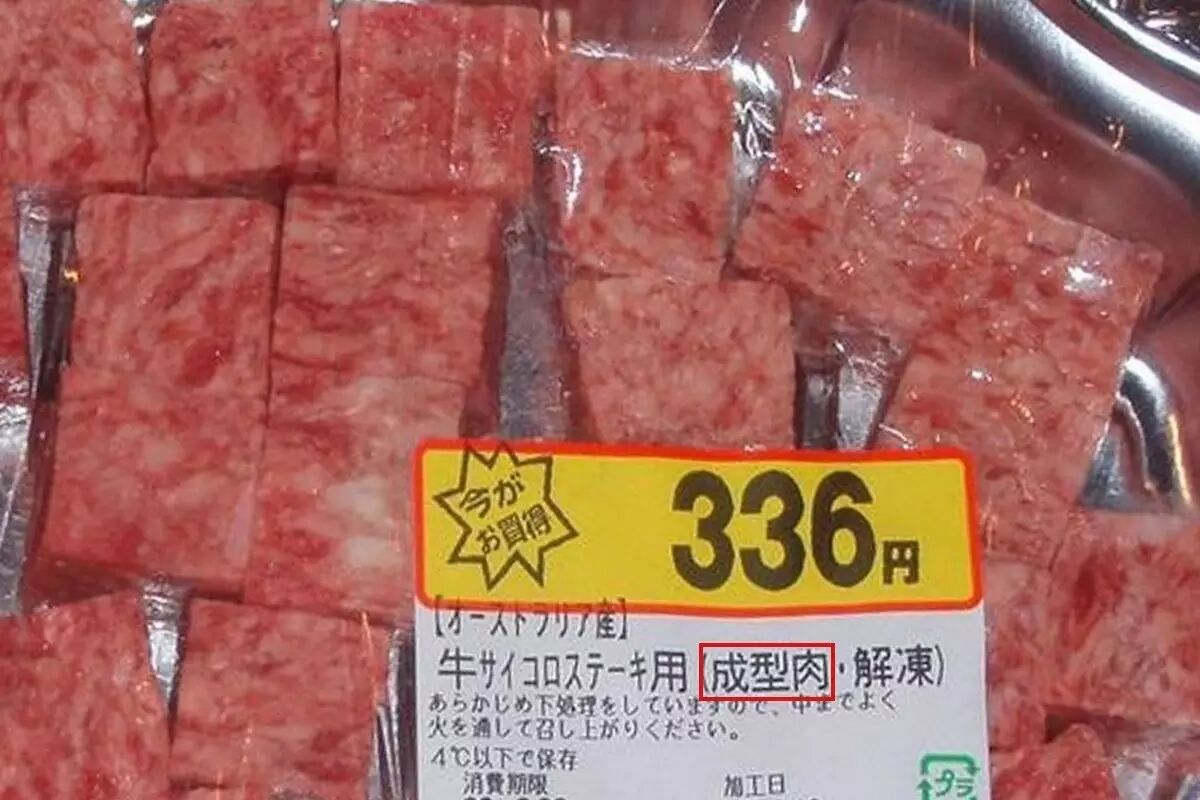 今が
お買得
336円
【オーストラリア産】
牛サイコロステーキ用(成型肉・解凍)
あらかじめ下処理をしていますので、中までよく
火を通して召し上がりください。
4℃以下で保存
消費期限 加工日
プラ